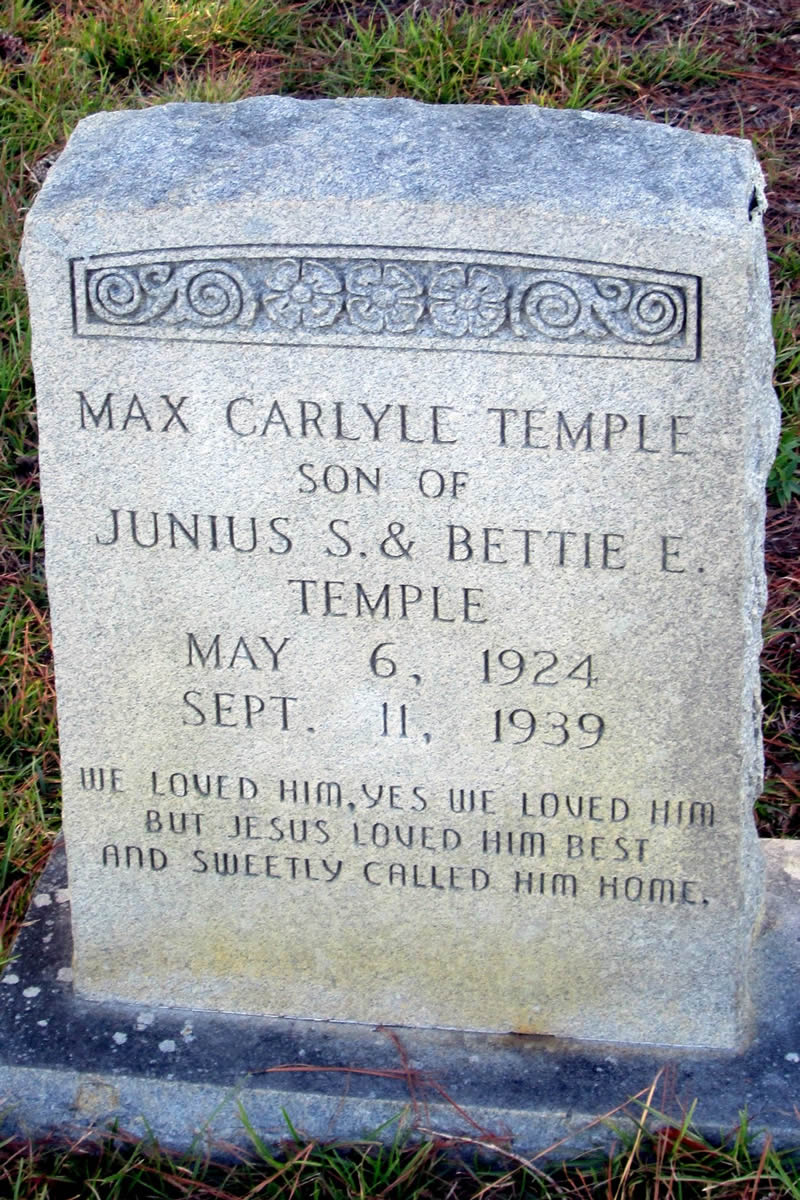 MAX CARLYLE TEMPLE
SON OF
JUNIUS S. & BETTIE E.
TEMPLE
MAY 6, 1924
SEPT. 11, 1939
WE LOVED HIM, YES WE LOVED HIM
BUT JESUS LOVED HIM BEST
AND SWEETLY CALLED HIM HOME.